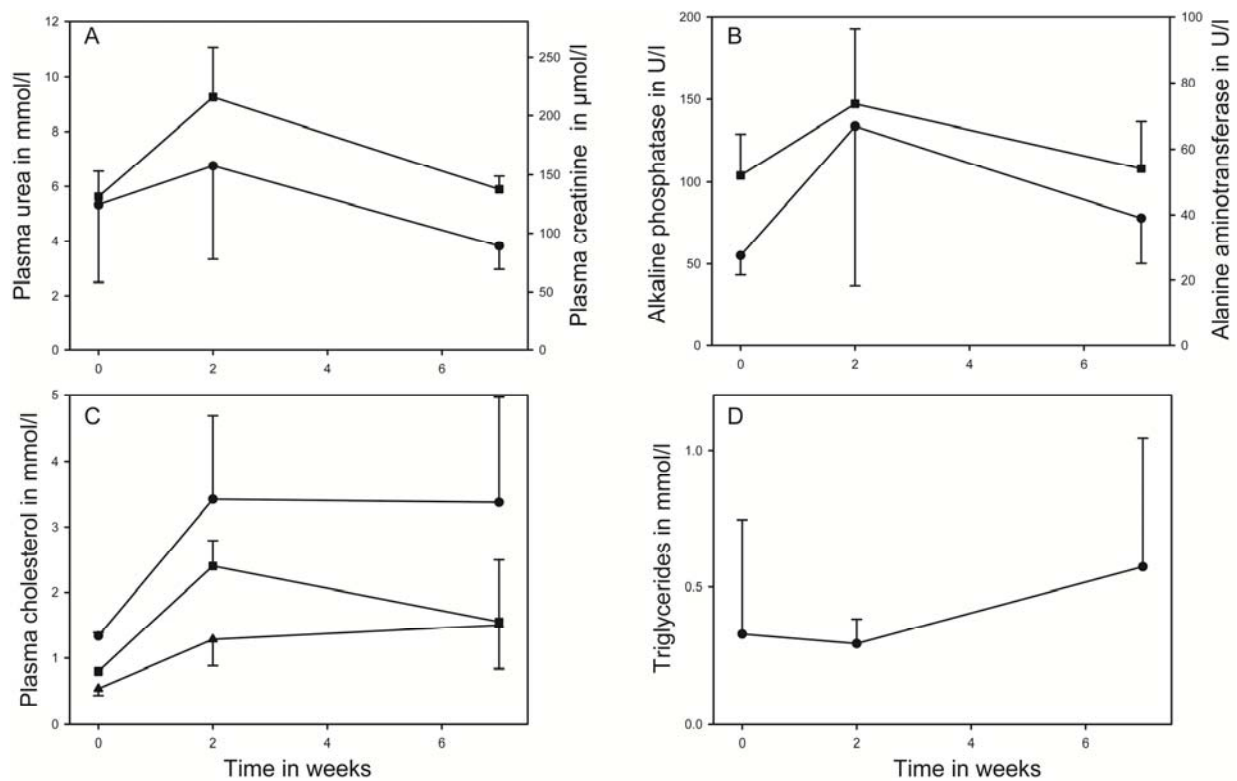 A
Plasma urea in mmol/l
12
10
8
6
4
2
0
Plasma creatinine in µmol/l
250
200
150
100
50
0
0 2 4 6
B
Alkaline phosphatase in U/l
200
150
100
50
0
Alanine aminotransferase in U/l
100
80
60
40
20
0
0 2 4 6
C
Plasma cholesterol in mmol/l
5
4
3
2
1
0
0 2 4 6
Time in weeks
D
Triglycerides in mmol/l
1.0
0.5
0.0
0 2 4 6
Time in weeks